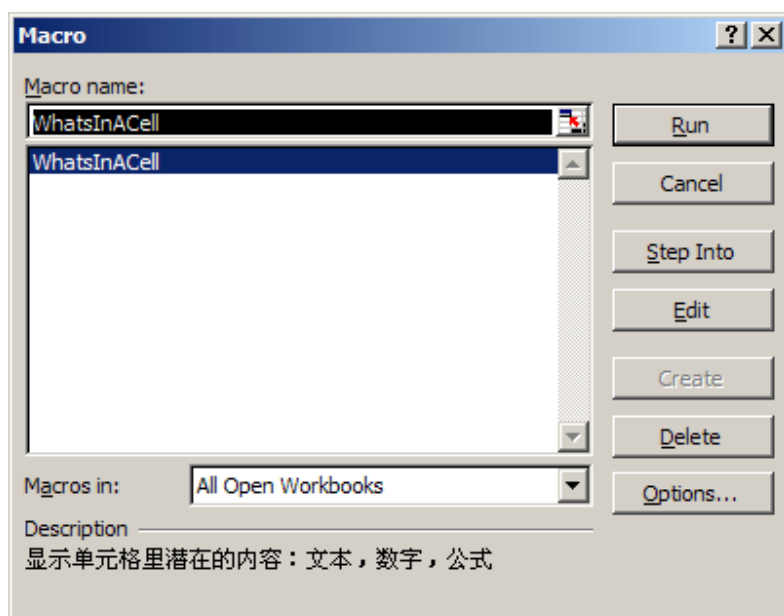 Macro
Macro name:
WhatsInACell
WhatsInACell
Run
Cancel
Step Into
Edit
Create
Delete
Options...
Macros in:
All Open Workbooks
Description
显示单元格里潜在的内容：文本，数字，公式